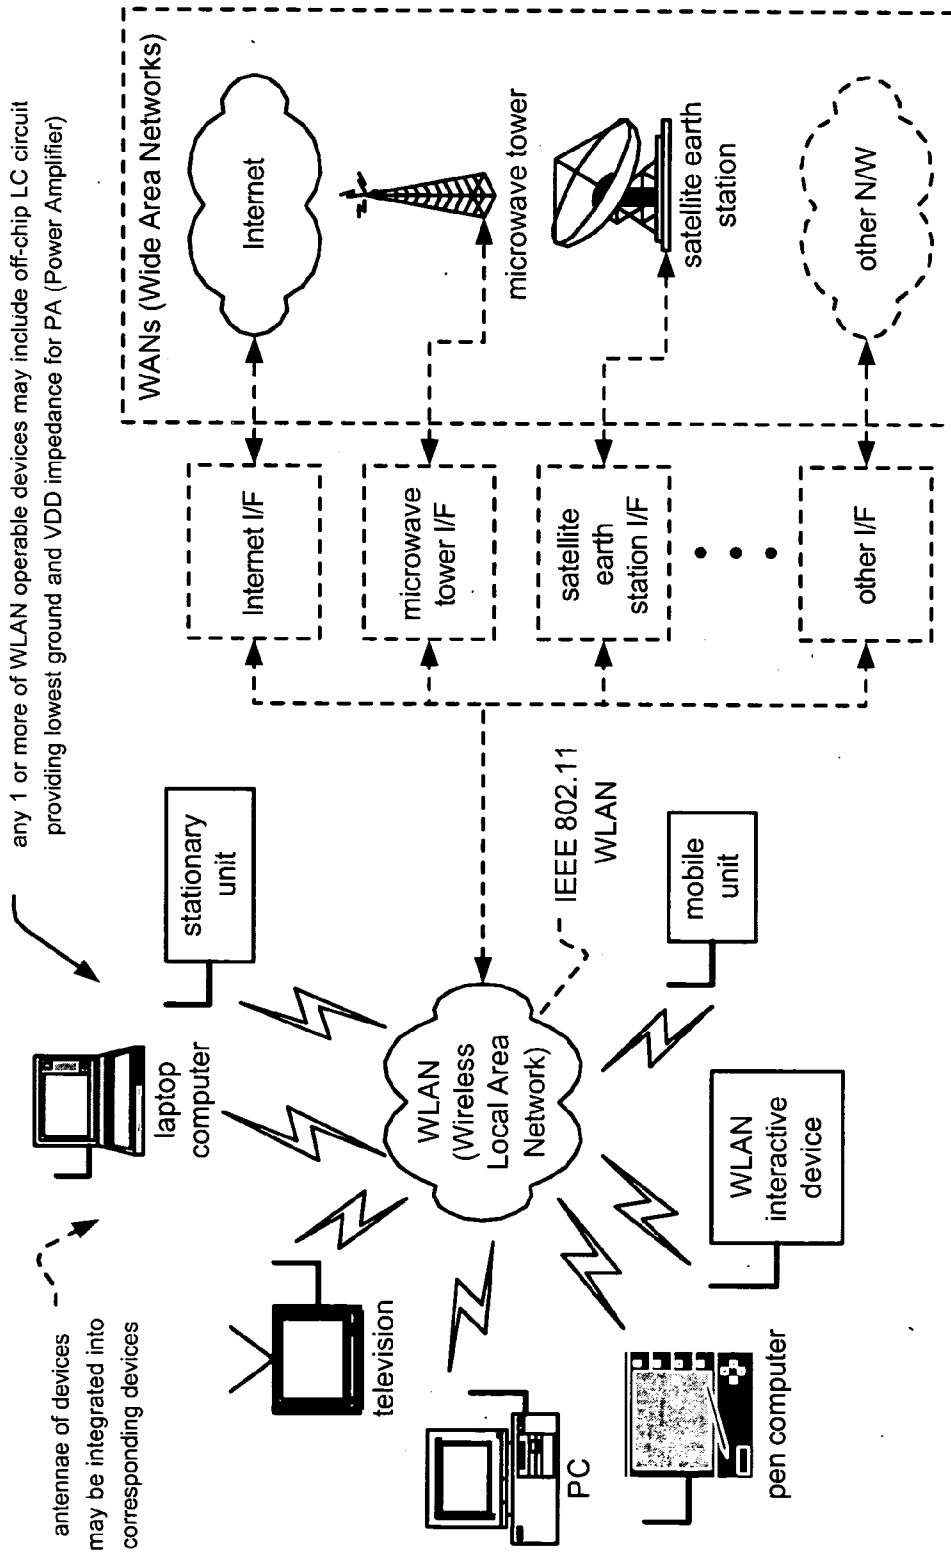 any 1 or more of WLAN operable devices may include off-chip LC circuit
providing lowest ground and VDD impedance for PA (Power Amplifier)
antennae of devices
may be integrated into
corresponding devices
laptop
computer
stationary
unit
television
PC
pen computer
WLAN
interactive
device
mobile
unit
WLAN
(Wireless
Local Area
Network)
IEEE 802.11
WLAN
Internet I/F
microwave
tower I/F
satellite
earth
station I/F
other I/F
WANs (Wide Area Networks)
Internet
microwave tower
satellite earth
station
other N/W